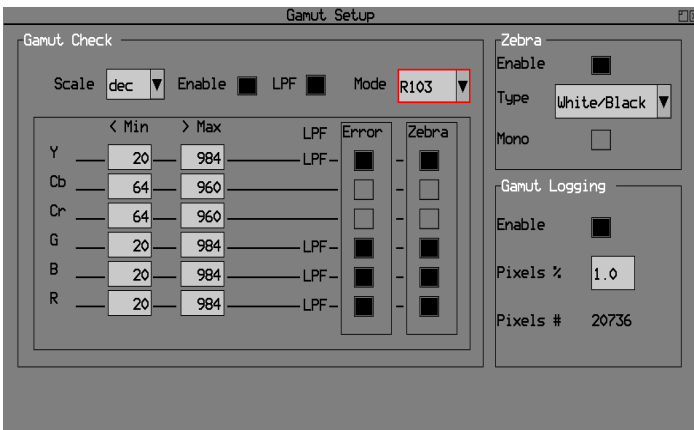 Gamut Setup
Gamut Check
Scale dec Enable LPF Mode R103
< Min > Max LPF Error Zebra
Y 20 984 LPF
Cb 64 960
Cr 64 960
G 20 984 LPF
B 20 984 LPF
R 20 984 LPF
Zebra
Enable
Type White/Black
Mono
Gamut Logging
Enable
Pixels % 1.0
Pixels # 20736